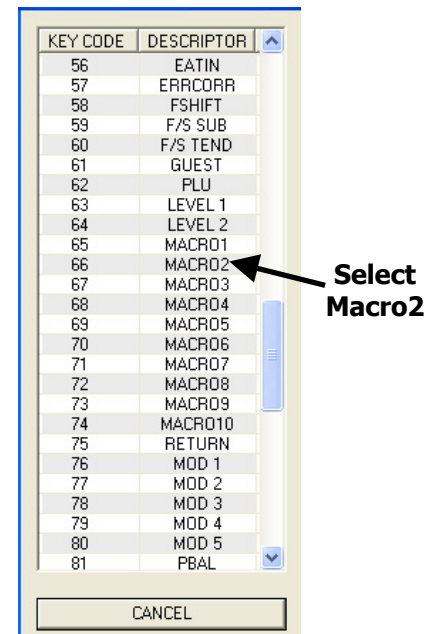 KEY CODE DESCRIPTOR
56 EATIN
57 ERRCORR
58 FSHIFT
59 F/S SUB
60 F/S TEND
61 GUEST
62 PLU
63 LEVEL 1
64 LEVEL 2
65 MACRO1
66 MACRO2
67 MACRO3
68 MACRO4
69 MACRO5
70 MACRO6
71 MACRO7
72 MACRO8
73 MACRO9
74 MACRO10
75 RETURN
76 MOD 1
77 MOD 2
78 MOD 3
79 MOD 4
80 MOD 5
81 PBAL
CANCEL
Select
Macro2